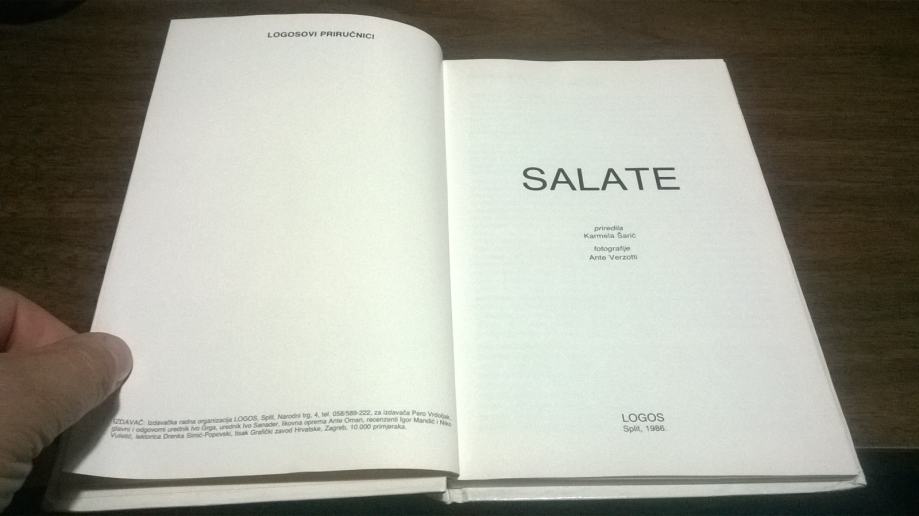 LOGOSOVI PRIRUČNICI
IZDAVAČ: Izdavačka radna organizacija LOGOS, Split, Narodni trg, 4, tel. 058/589-222, za izdavača Pero Vrdoljak,
glavni i odgovorni urednik Ivo Grga, urednik Ivo Sanader, likovna oprema Ante Oman, recenzenti Igor Mandić i Niko
Vuletić, lektorica Drenka Simić-Popovski, tisak Grafički zavod Hrvatske, Zagreb, 10.000 primjeraka.
SALATE
priredila
Karmela Šarić
fotografije
Ante Verzotti
LOGOS
Split, 1986.